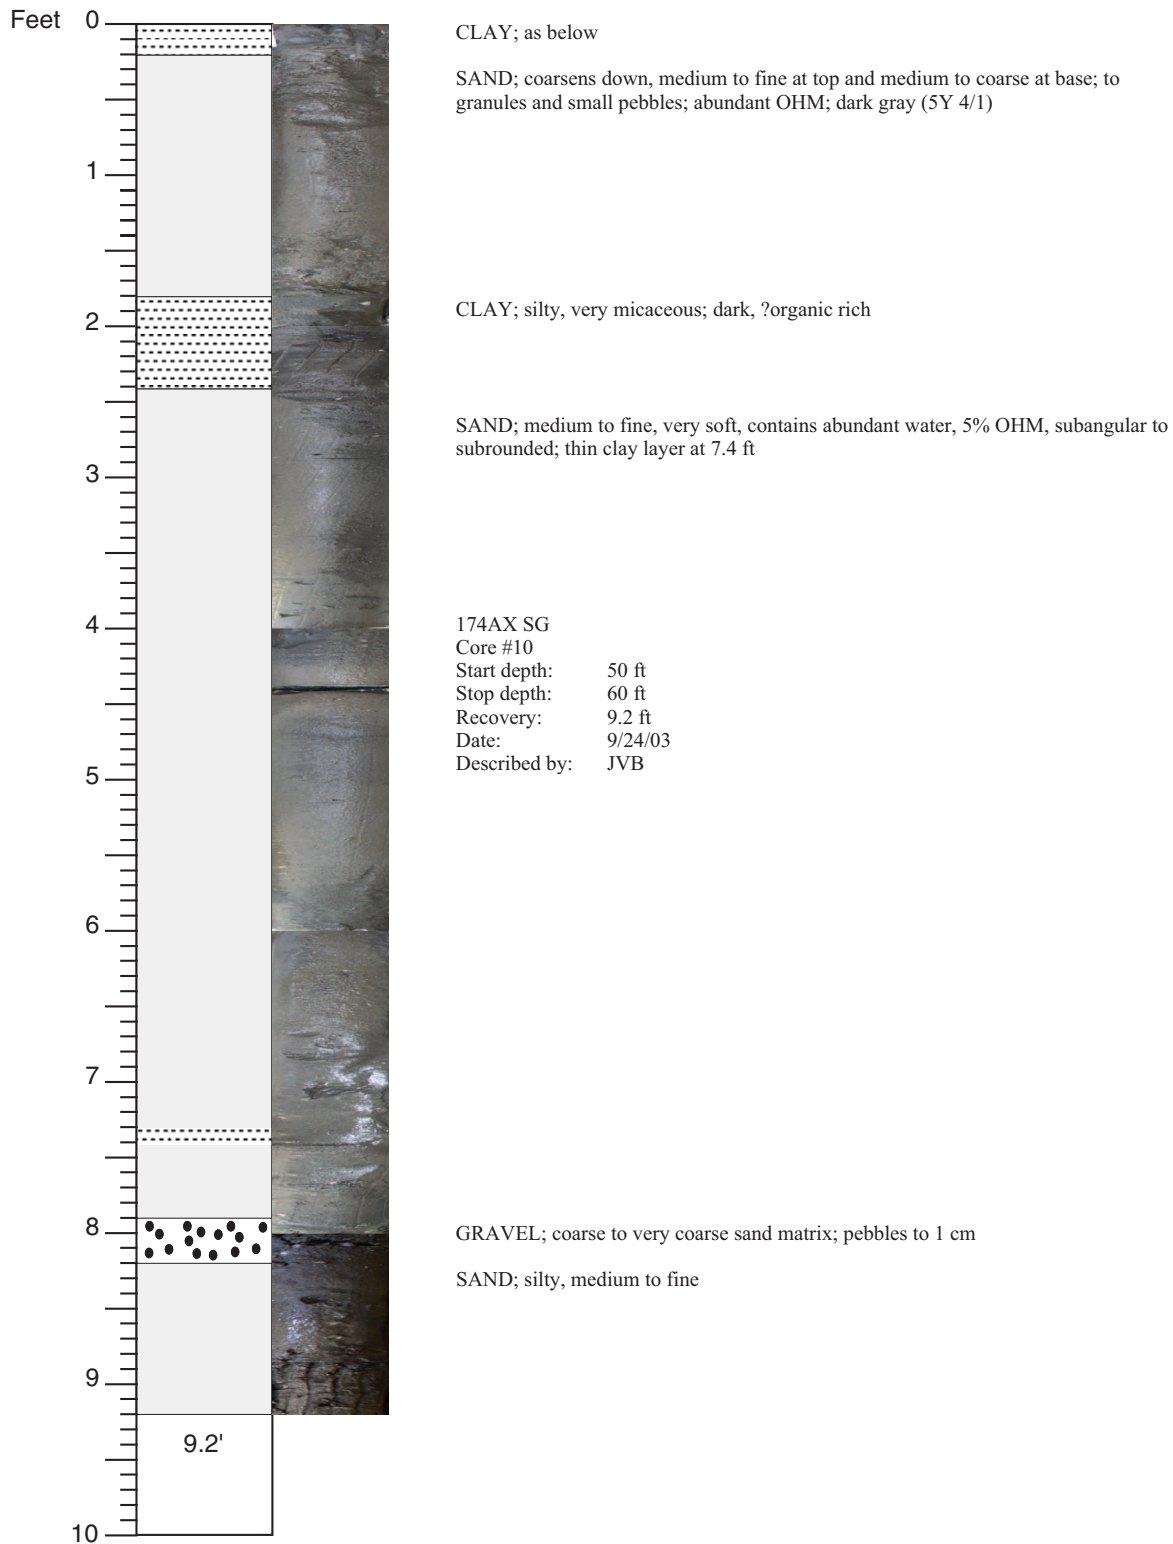 Feet 0
CLAY; as below
SAND; coarsens down, medium to fine at top and medium to coarse at base; to
granules and small pebbles; abundant OHM; dark gray (5Y 4/1)
1
CLAY; silty, very micaceous; dark, ?organic rich
2
SAND; medium to fine, very soft, contains abundant water, 5% OHM, subangular to
subrounded; thin clay layer at 7.4 ft
3
4
174AX SG
Core #10
Start depth: 50 ft
Stop depth: 60 ft
Recovery: 9.2 ft
Date: 9/24/03
Described by: JVB
5
6
7
8
GRAVEL; coarse to very coarse sand matrix; pebbles to 1 cm
SAND; silty, medium to fine
9
9.2'
10